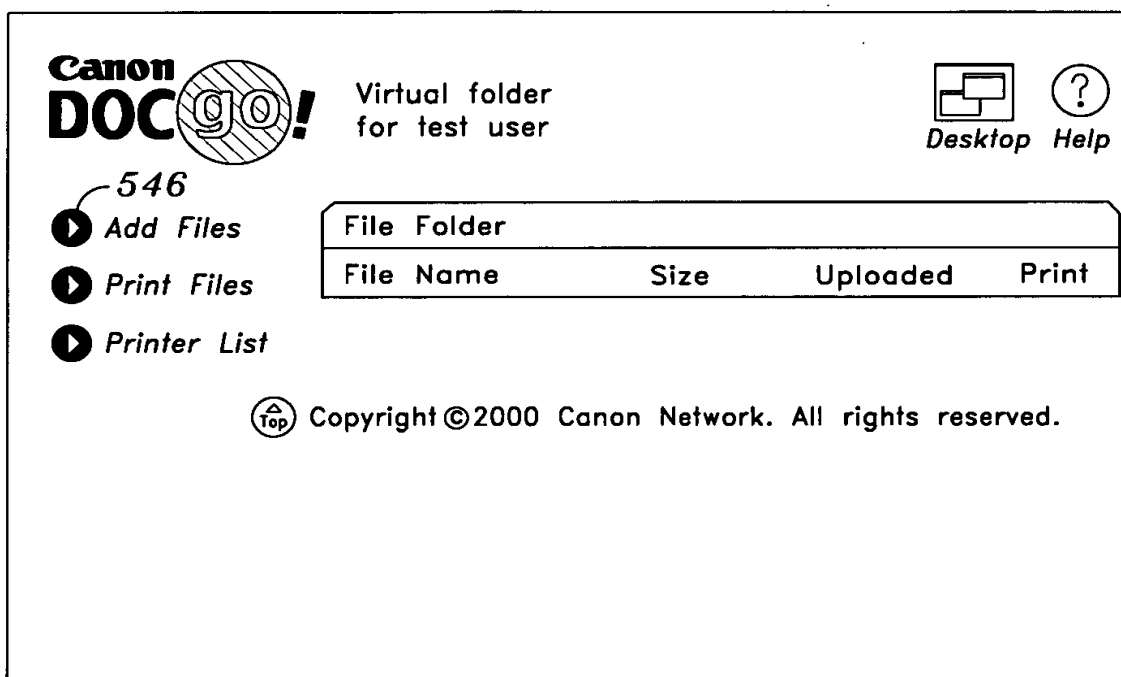 Canon
DOC go!
Virtual folder
for test user
Desktop Help
546
Add Files
Print Files
Printer List
File Folder
File Name Size Uploaded Print
Top
Copyright ©2000 Canon Network. All rights reserved.